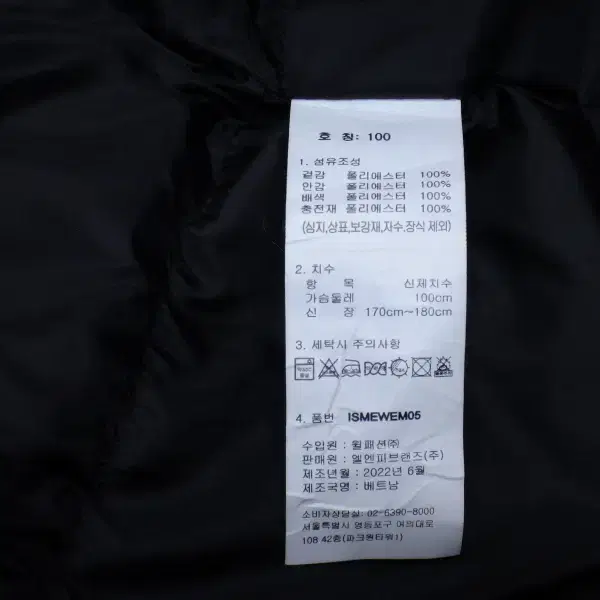 호 칭: 100
1. 섬유조성
겉감 폴리에스터 100%
안감 폴리에스터 100%
배색 폴리에스터 100%
충전재 폴리에스터 100%
(심지,상표,보강재,자수,장식 제외)
2. 치수
항 목 신체치수
가슴둘레 100cm
신 장 170cm~180cm
3. 세탁시 주의사항
4. 품번 ISMEWEM05
수입원 : 윌패션㈜
판매원 : 엘엔피브랜즈(주)
제조년월 : 2022년 6월
제조국명 : 베트남
소비자상담실: 02-6390-8000
서울특별시 영등포구 여의대로
108 42층(파크원타워1)